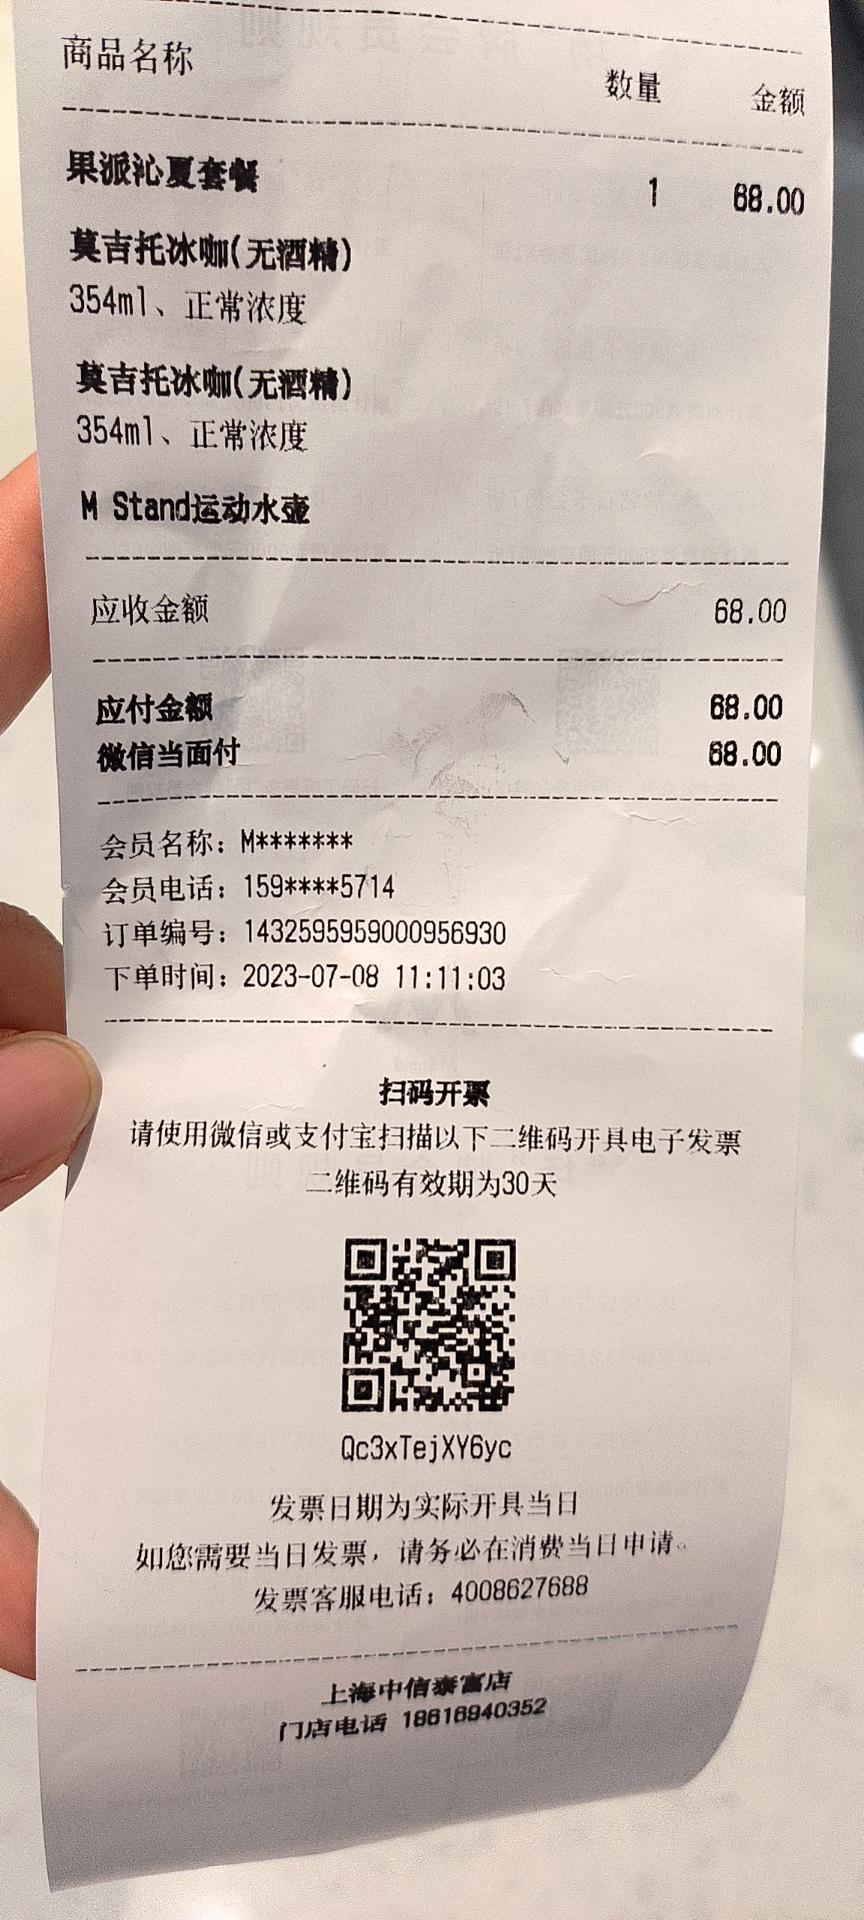 商品名称 数量 金额
果派沁夏套餐 1 68.00
莫吉托冰咖(无酒精)
354ml、正常浓度
莫吉托冰咖(无酒精)
354ml、正常浓度
M Stand运动水壶
应收金额 68.00
应付金额 68.00
微信当面付 68.00
会员名称：M*******
会员电话：159****5714
订单编号：1432595959000956930
下单时间：2023-07-08 11:11:03
扫码开票
请使用微信或支付宝扫描以下二维码开具电子发票
二维码有效期为30天
Qc3xTejXY6yc
发票日期为实际开具当日
如您需要当日发票，请务必在消费当日申请。
发票客服电话：4008627688
上海中信泰富店
门店电话 18616940352